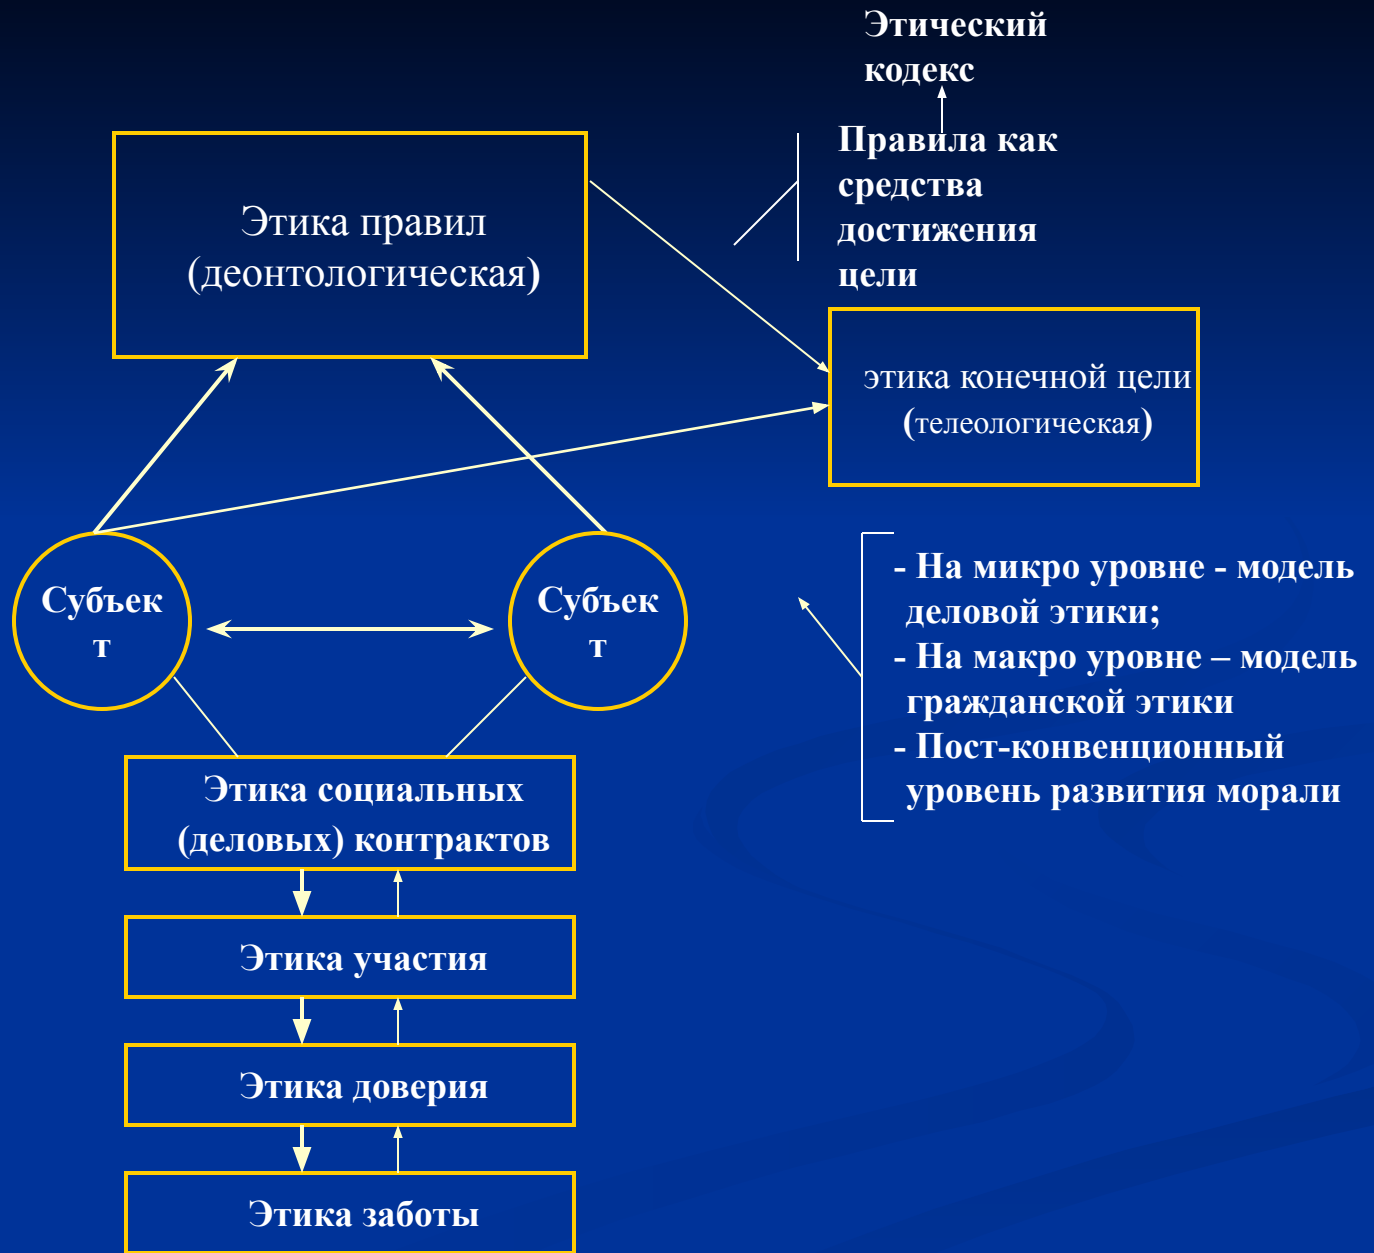 Этический
кодекс
Правила как
средства
достижения
цели
Этика правил
(деонтологическая)
этика конечной цели
(телеологическая)
Субъек
т
Субъек
т
- На микро уровне - модель
деловой этики;
- На макро уровне – модель
гражданской этики
- Пост-конвенционный
уровень развития морали
Этика социальных
(деловых) контрактов
Этика участия
Этика доверия
Этика заботы